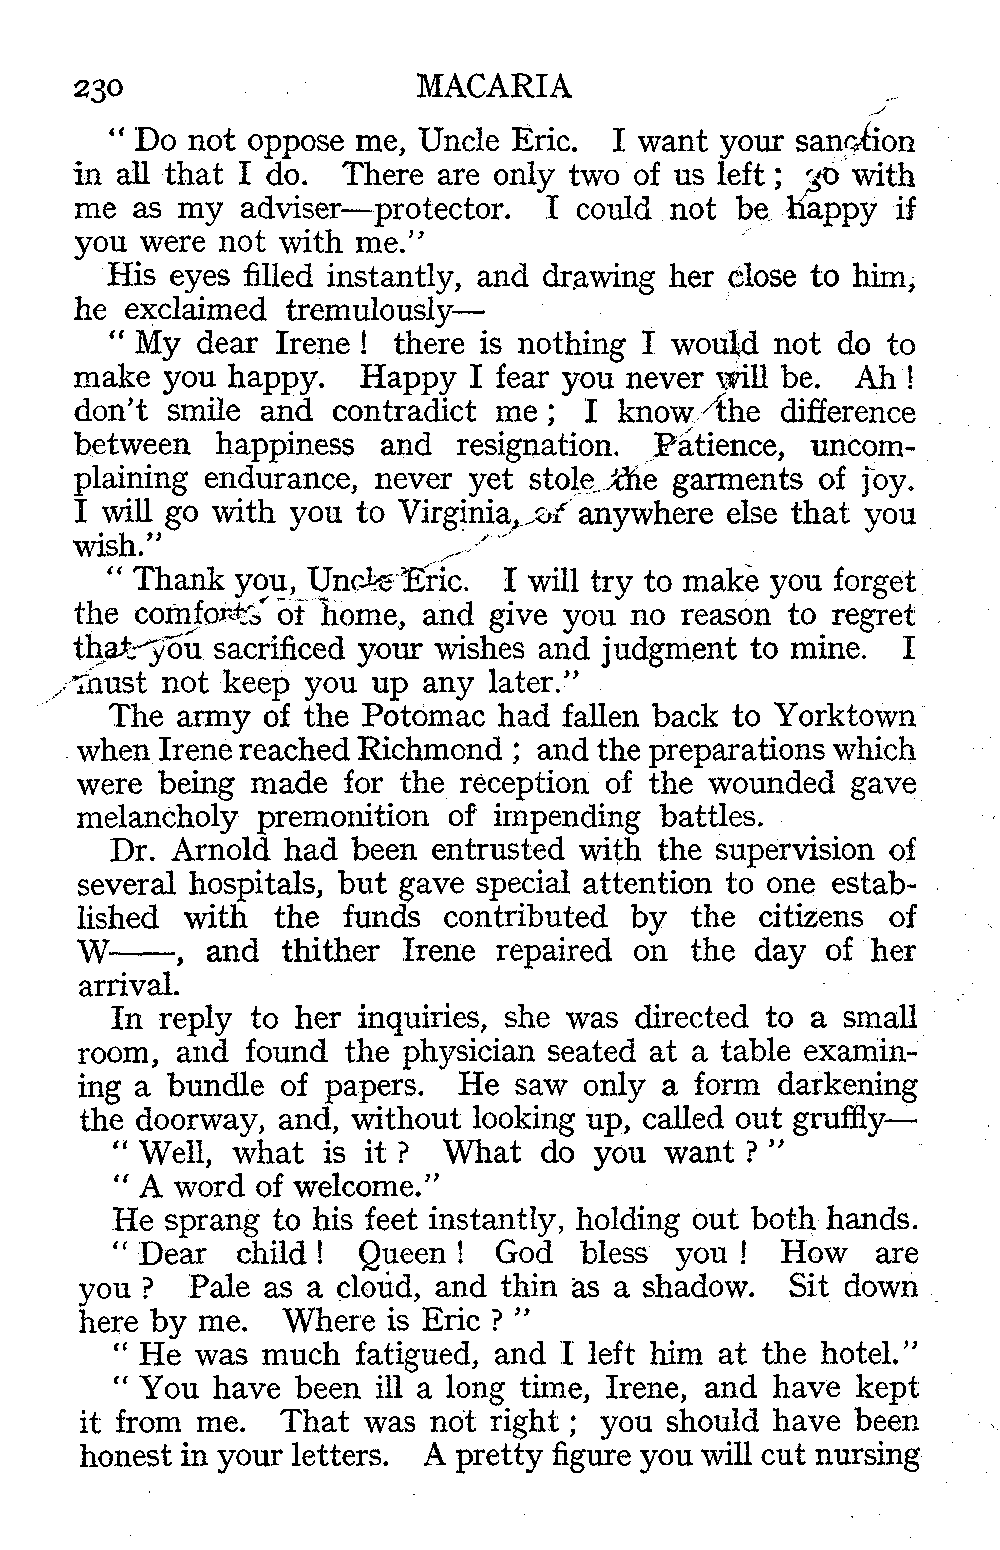 230 MACARIA
“ Do not oppose me, Uncle Eric. I want your sanction
in all that I do. There are only two of us left ; go with
me as my adviser—protector. I could not be happy if
you were not with me.”
His eyes filled instantly, and drawing her close to him,
he exclaimed tremulously—
“ My dear Irene ! there is nothing I would not do to
make you happy. Happy I fear you never will be. Ah !
don’t smile and contradict me ; I know the difference
between happiness and resignation. Patience, uncom-
plaining endurance, never yet stole the garments of joy.
I will go with you to Virginia, or anywhere else that you
wish.”
“ Thank you, Uncle Eric. I will try to make you forget
the comforts of home, and give you no reason to regret
that you sacrificed your wishes and judgment to mine. I
must not keep you up any later.”
The army of the Potomac had fallen back to Yorktown
when Irene reached Richmond ; and the preparations which
were being made for the reception of the wounded gave
melancholy premonition of impending battles.
Dr. Arnold had been entrusted with the supervision of
several hospitals, but gave special attention to one estab-
lished with the funds contributed by the citizens of
W——, and thither Irene repaired on the day of her
arrival.
In reply to her inquiries, she was directed to a small
room, and found the physician seated at a table examin-
ing a bundle of papers. He saw only a form darkening
the doorway, and, without looking up, called out gruffly—
“ Well, what is it ? What do you want ? ”
“ A word of welcome.”
He sprang to his feet instantly, holding out both hands.
“ Dear child ! Queen ! God bless you ! How are
you ? Pale as a cloud, and thin as a shadow. Sit down
here by me. Where is Eric ? ”
“ He was much fatigued, and I left him at the hotel.”
“ You have been ill a long time, Irene, and have kept
it from me. That was not right ; you should have been
honest in your letters. A pretty figure you will cut nursing